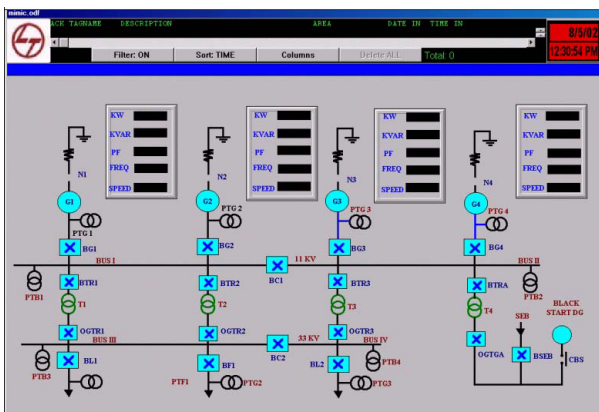 mimic.odf
ACK TAGNAME DESCRIPTION AREA DATE IN TIME IN
8/5/02
Filter: ON Sort: TIME Columns Delete ALL Total: 0 12:30:54 PM
KW KW KW KW
KVAR KVAR KVAR KVAR
PF PF PF PF
FREQ FREQ FREQ FREQ
SPEED SPEED SPEED SPEED
N1 N2 N3 N4
G1 G2 G3 G4
PTG 1 PTG 2 PTG 3 PTG 4
BG1 BG2 BG3 BG4
BUS I 11 KV BUS II
BC1
PTB1 BTR1 BTR2 BTR3 BTRA PTB2
T1 T2 T3 T4
SEB BLACK START DG
OGTR1 OGTR2 OGTR3 OGTGA
BUS III 33 KV BUS IV
BC2
PTB3 BL1 BF1 BL2 PTB4 BSEB CBS
PTF1 PTG2 PTG3